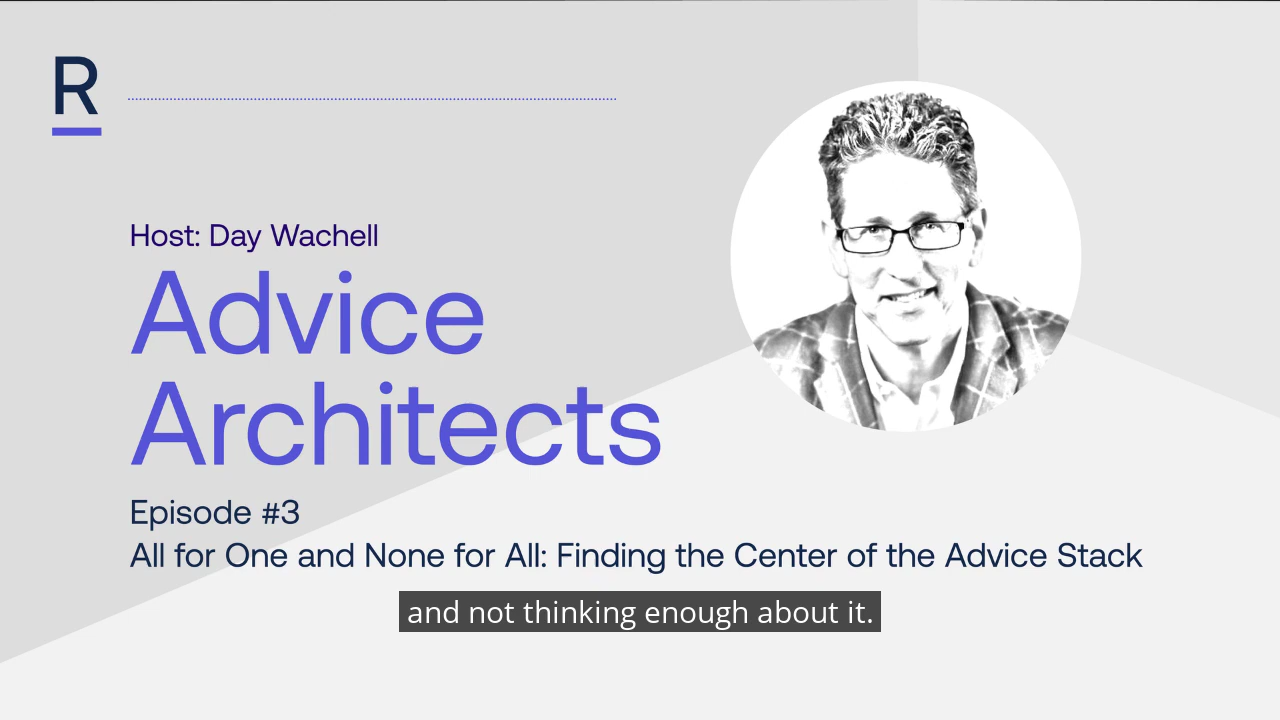 R
Host: Day Wachell
Advice
Architects
Episode #3
All for One and None for All: Finding the Center of the Advice Stack
and not thinking enough about it.